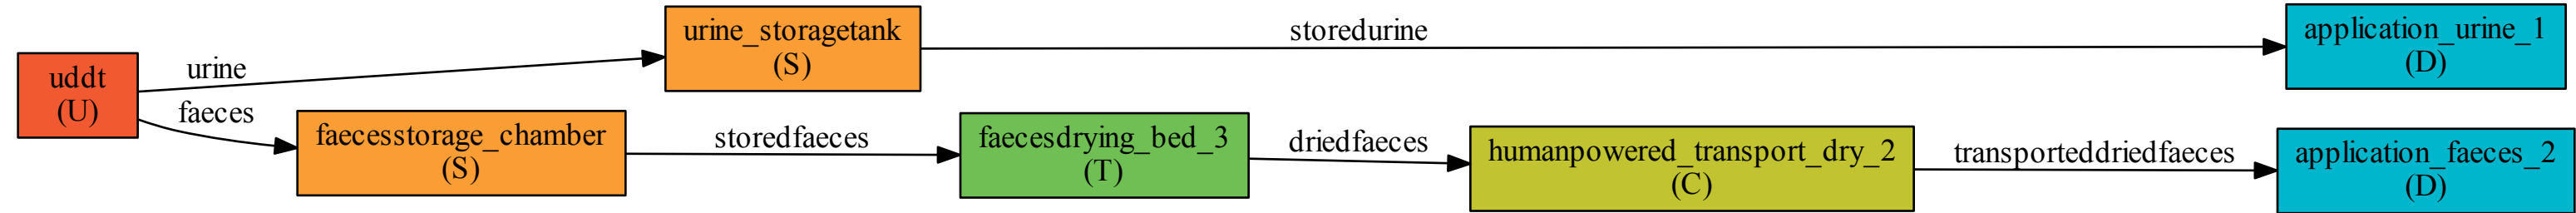 uddt
(U)
urine
faeces
urine_storagetank
(S)
storedurine
application_urine_1
(D)
faecesstorage_chamber
(S)
storedfaeces
faecesdrying_bed_3
(T)
driedfaeces
humanpowered_transport_dry_2
(C)
transporteddriedfaeces
application_faeces_2
(D)